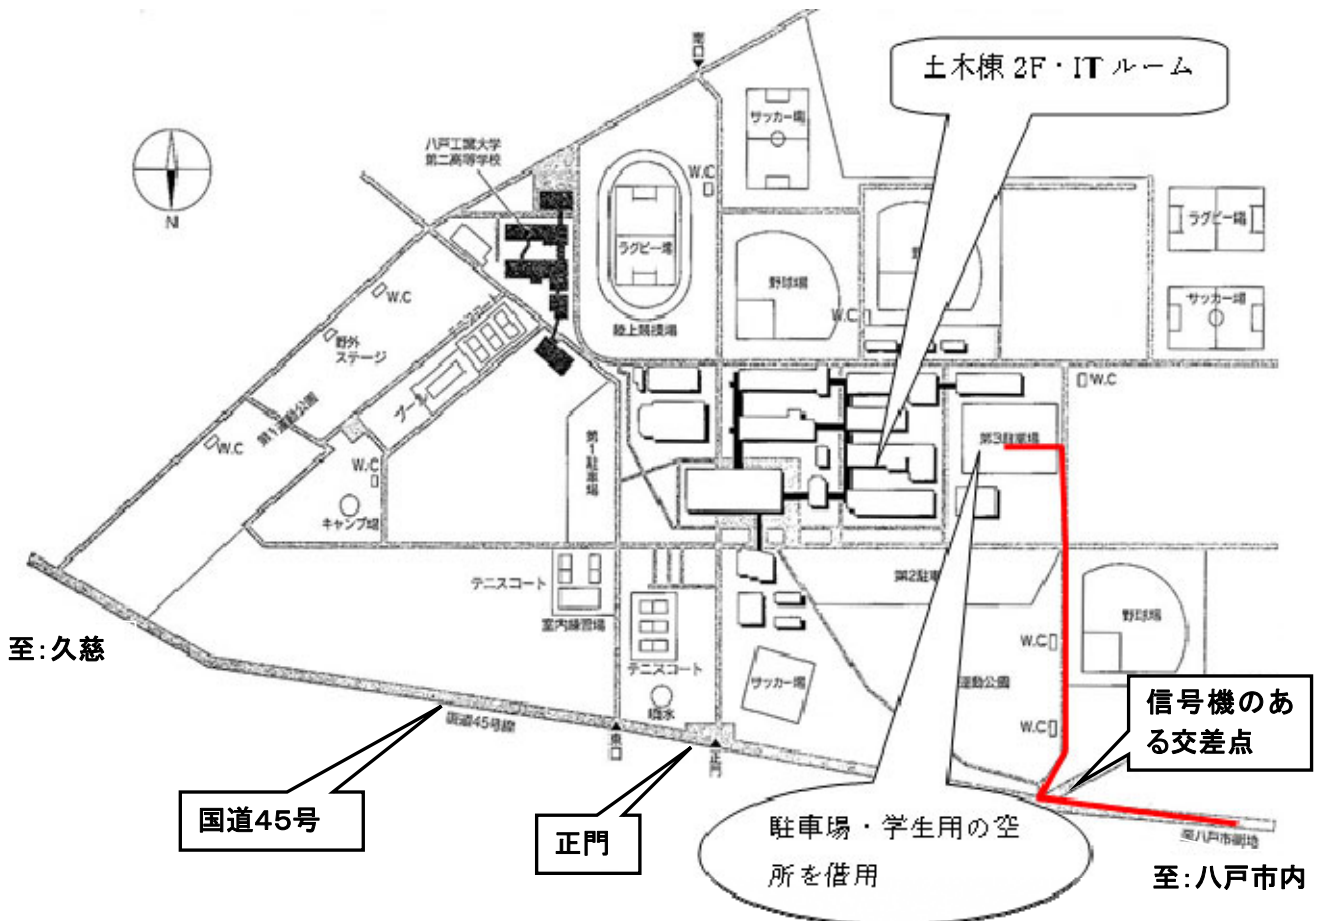 南口
土木棟 2F・IT ルーム
サッカー場
八戸工業大学
第二高等学校
W.C
N
ラグビー場
ラグビー場
野球場
W.C
サッカー場
W.C
野外
ステージ
陸上競技場
W.C
プール
第1運動公園
W.C
第1駐車場
第3駐車場
W.C
キャンプ場
テニスコート
室内練習場
第2駐車
野球場
W.C
至:久慈
テニスコート
サッカー場
運動公園
噴水
W.C
信号機のあ
る交差点
国道45号線
東口
正門
国道45号
正門
駐車場・学生用の空
所を借用
至八戸市街地
至:八戸市内